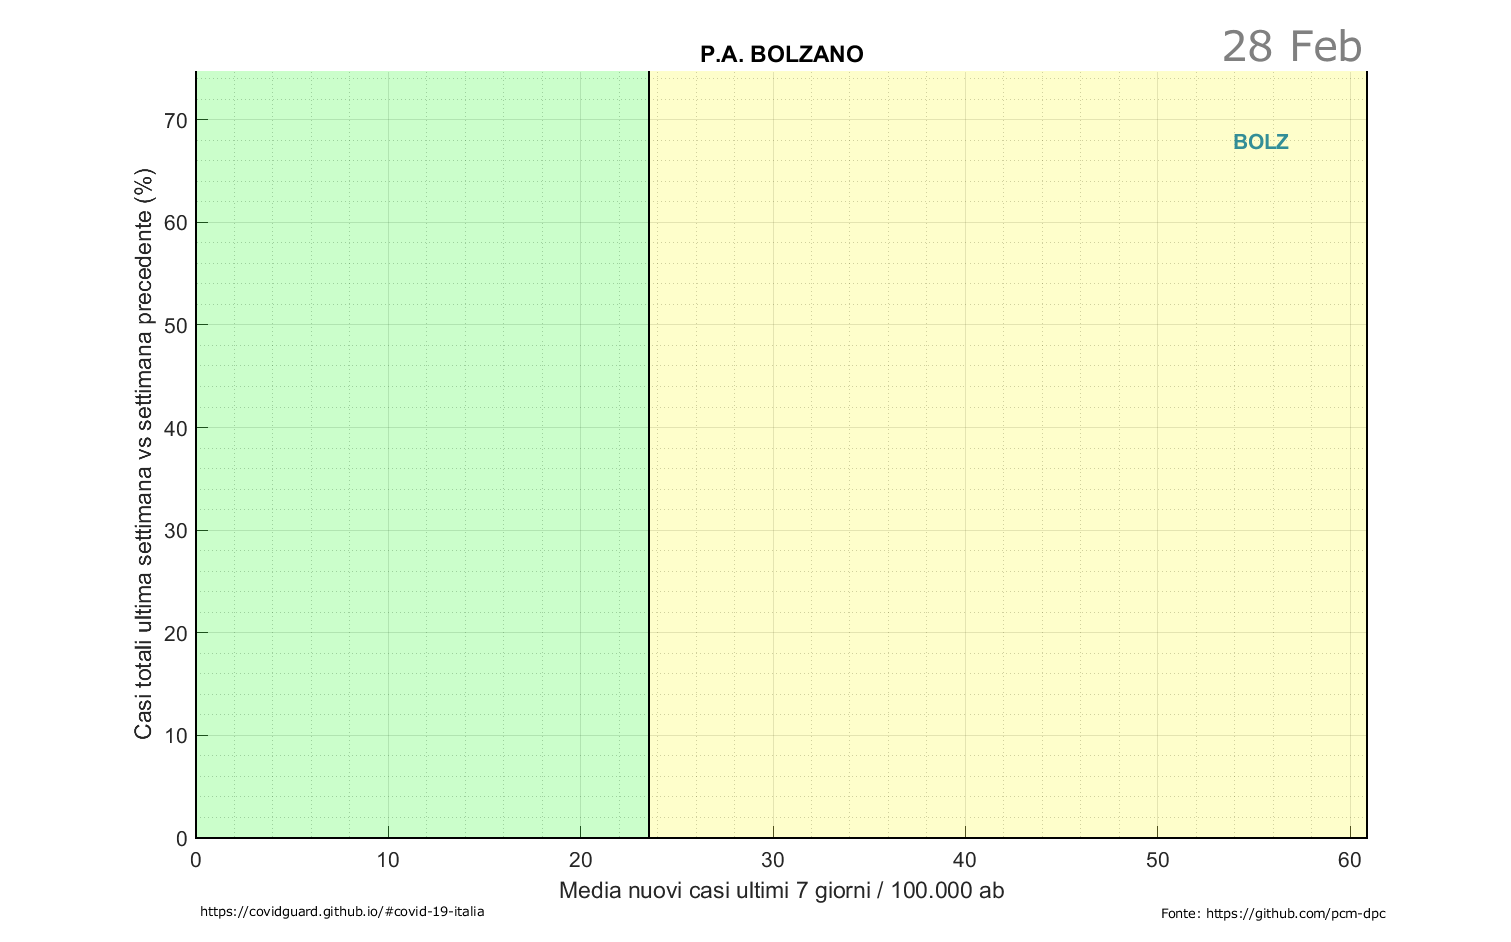 28 Feb
P.A. BOLZANO
BOLZ
70
60
50
40
30
20
10
0
Casi totali ultima settimana vs settimana precedente (%)
0 10 20 30 40 50 60
Media nuovi casi ultimi 7 giorni / 100.000 ab
https://covidguard.github.io/#covid-19-italia
Fonte: https://github.com/pcm-dpc